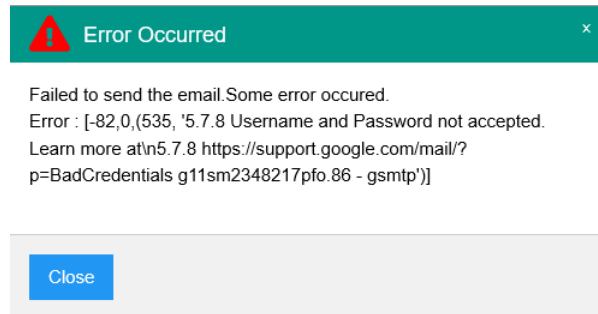 Error Occurred
x
Failed to send the email.Some error occured.
Error : [-82,0,(535, '5.7.8 Username and Password not accepted.
Learn more at\n5.7.8 https://support.google.com/mail/?
p=BadCredentials g11sm2348217pfo.86 - gsmtp')]
Close